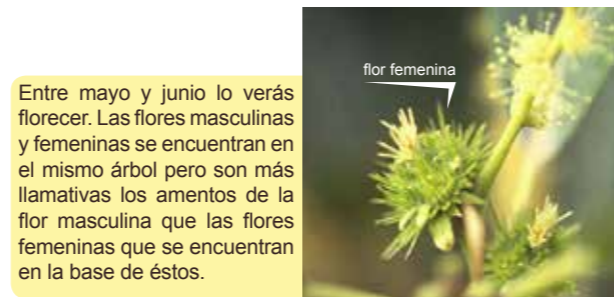 flor femenina
Entre mayo y junio lo verás
florecer. Las flores masculinas
y femeninas se encuentran en
el mismo árbol pero son más
llamativas los amentos de la
flor masculina que las flores
femeninas que se encuentran
en la base de éstos.